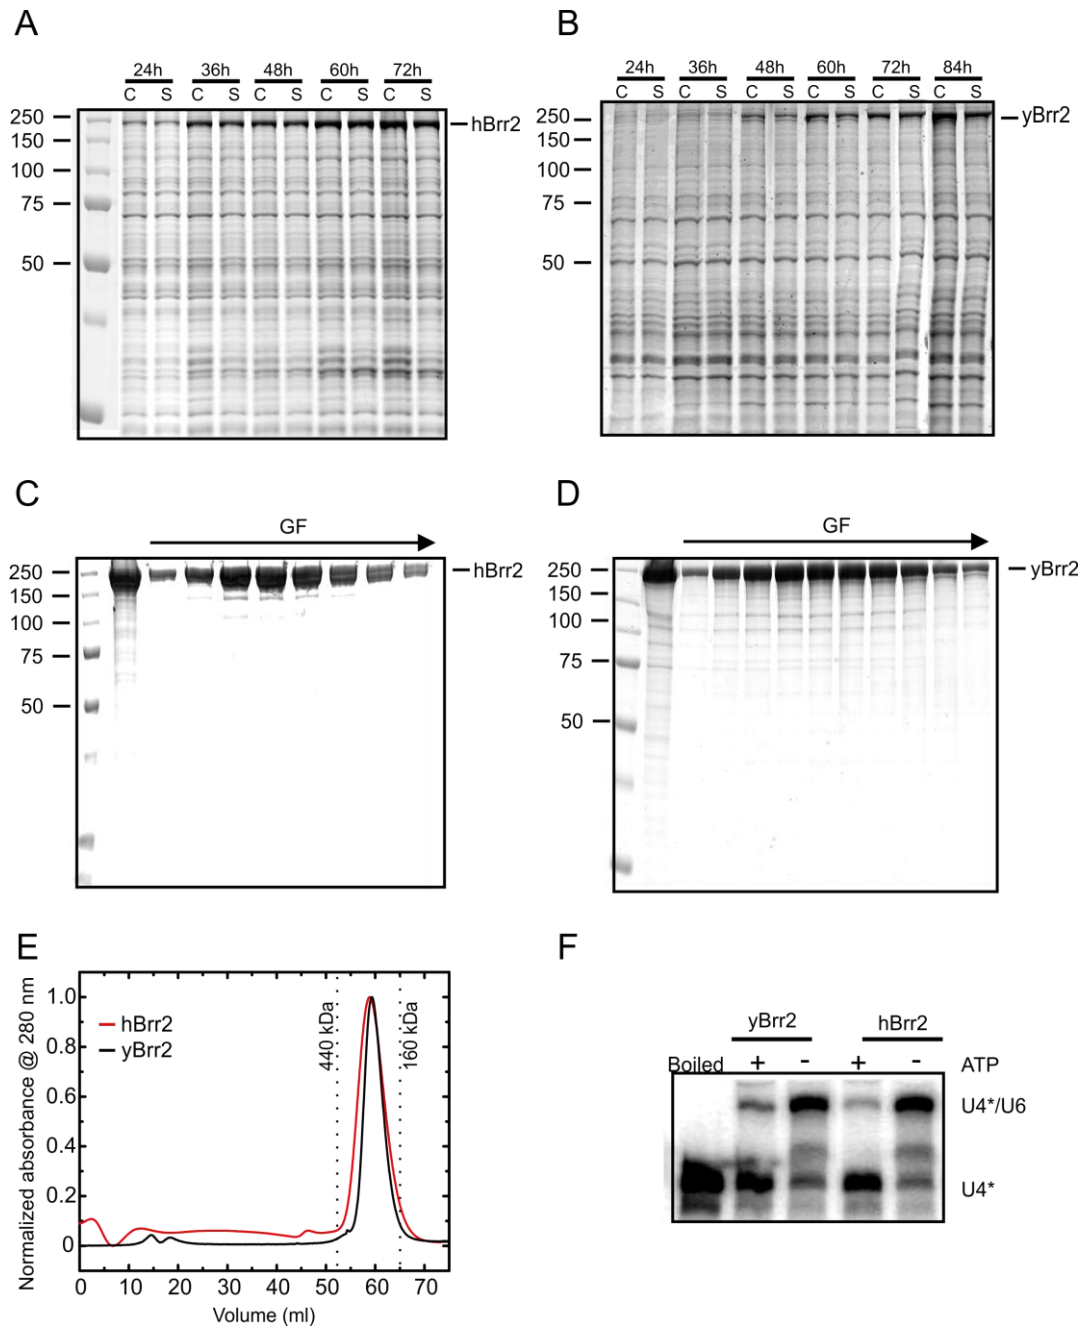 A
24h 36h 48h 60h 72h
C S C S C S C S C S
250
150
100
75
50
hBrr2
B
24h 36h 48h 60h 72h 84h
C S C S C S C S C S C S
250
150
100
75
50
yBrr2
C
GF
250
150
100
75
50
hBrr2
D
GF
250
150
100
75
50
yBrr2
E
Normalized absorbance @ 280 nm
1.0
0.8
0.6
0.4
0.2
0
hBrr2
yBrr2
440 kDa
160 kDa
0 10 20 30 40 50 60 70
Volume (ml)
F
yBrr2 hBrr2
Boiled + - + - ATP
U4*/U6
U4*